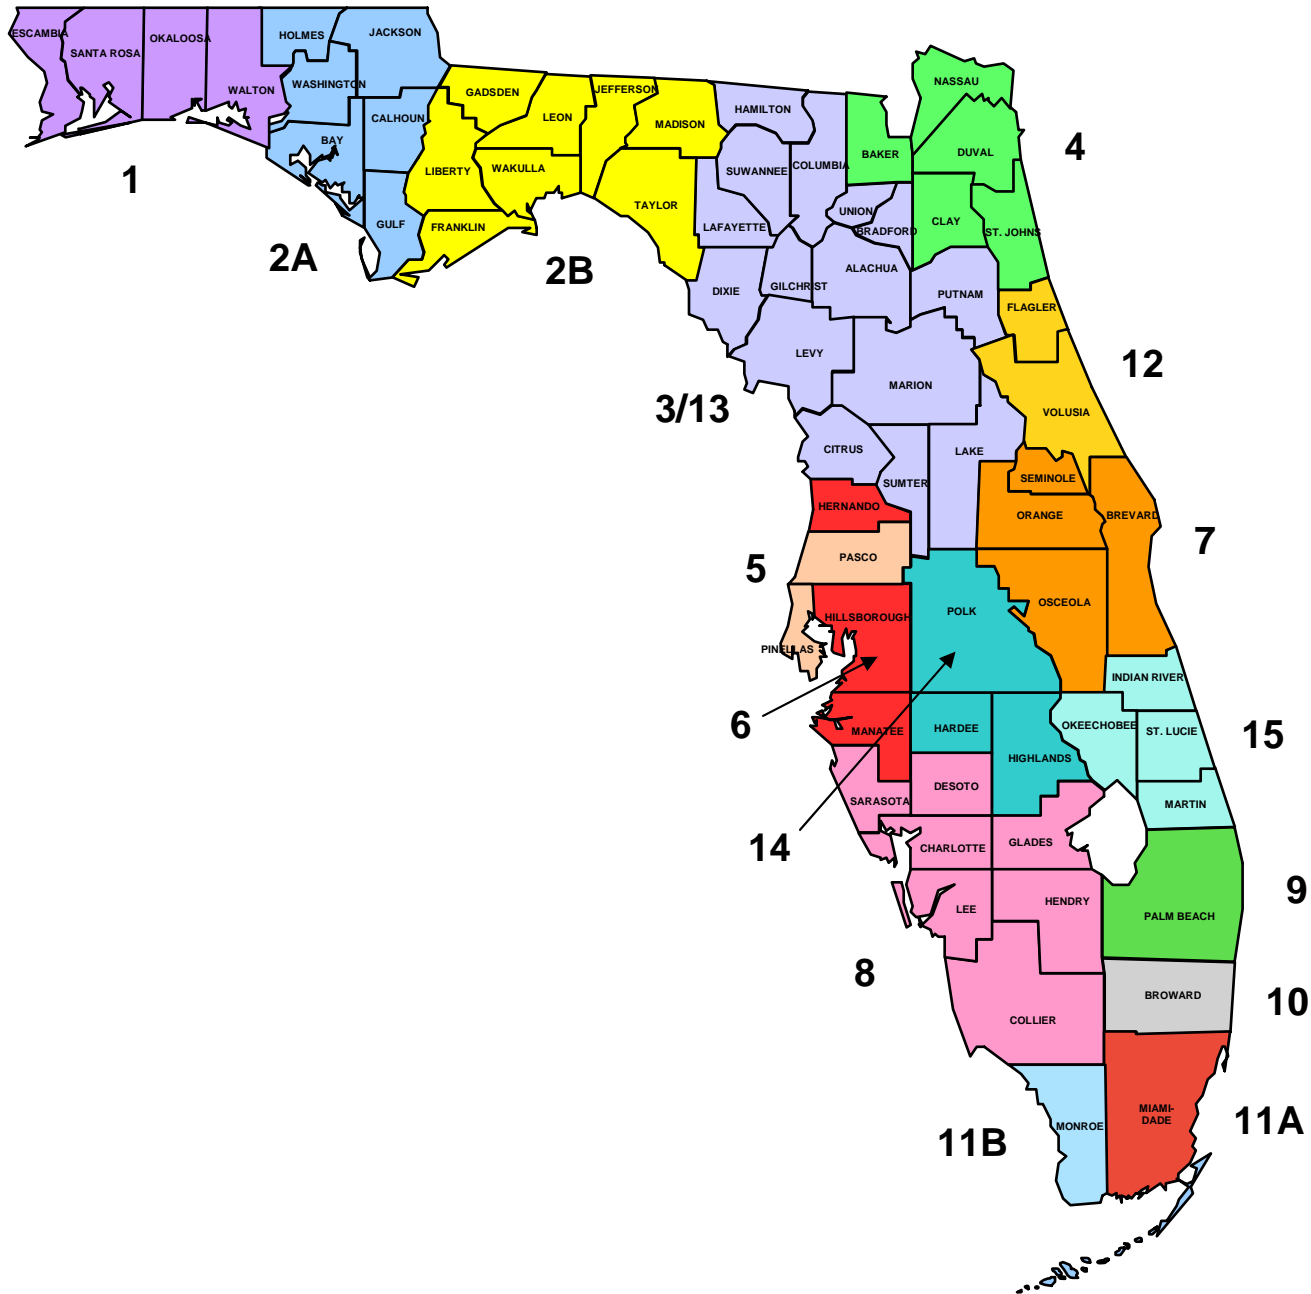 ESCAMBIA
SANTA ROSA
OKALOOSA
WALTON
HOLMES
JACKSON
WASHINGTON
BAY
CALHOUN
GULF
GADSDEN
LIBERTY
LEON
WAKULLA
FRANKLIN
JEFFERSON
MADISON
TAYLOR
HAMILTON
SUWANNEE
LAFAYETTE
COLUMBIA
BAKER
NASSAU
DUVAL
UNION
BRADFORD
CLAY
ST. JOHNS
DIXIE
GILCHRIST
ALACHUA
PUTNAM
FLAGLER
LEVY
MARION
VOLUSIA
CITRUS
SUMTER
LAKE
SEMINOLE
ORANGE
BREVARD
HERNANDO
PASCO
PINELLAS
HILLSBOROUGH
POLK
OSCEOLA
INDIAN RIVER
MANATEE
HARDEE
HIGHLANDS
OKEECHOBEE
ST. LUCIE
MARTIN
SARASOTA
DESOTO
CHARLOTTE
GLADES
LEE
HENDRY
PALM BEACH
COLLIER
BROWARD
MONROE
MIAMI-
DADE
1
2A
2B
3/13
4
12
5
7
6
14
15
8
9
10
11B
11A